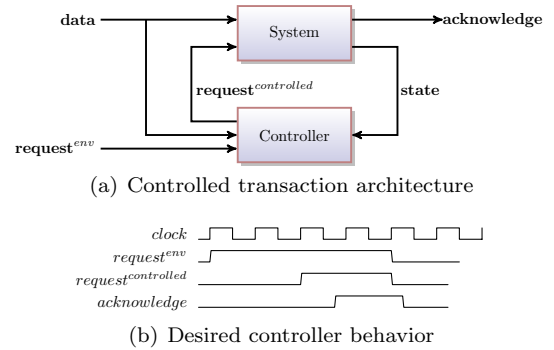 data
System
acknowledge
request^controlled
state
request^env
Controller
(a) Controlled transaction architecture
clock
request^env
request^controlled
acknowledge
(b) Desired controller behavior